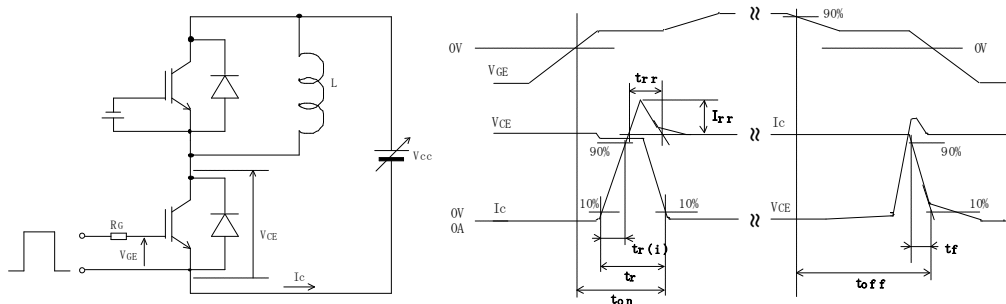 L
Vcc
RG
VGE
VCE
Ic
0V
VGE
trr
Irr
VCE
90%
10%
10%
0V
0A
Ic
tr(i)
tr
ton
90%
0V
Ic
90%
VCE
10%
tf
toff